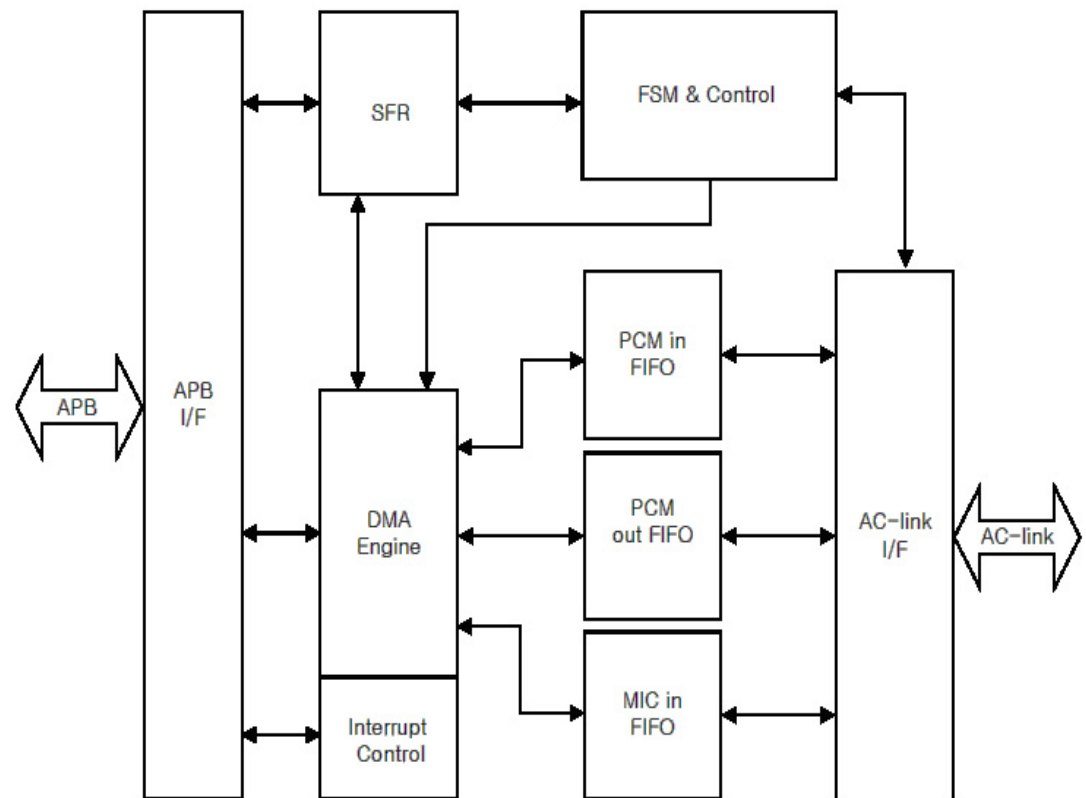 SFR
FSM & Control
APB
APB
I/F
PCM in
FIFO
DMA
Engine
PCM
out FIFO
AC-link
I/F
AC-link
MIC in
FIFO
Interrupt
Control